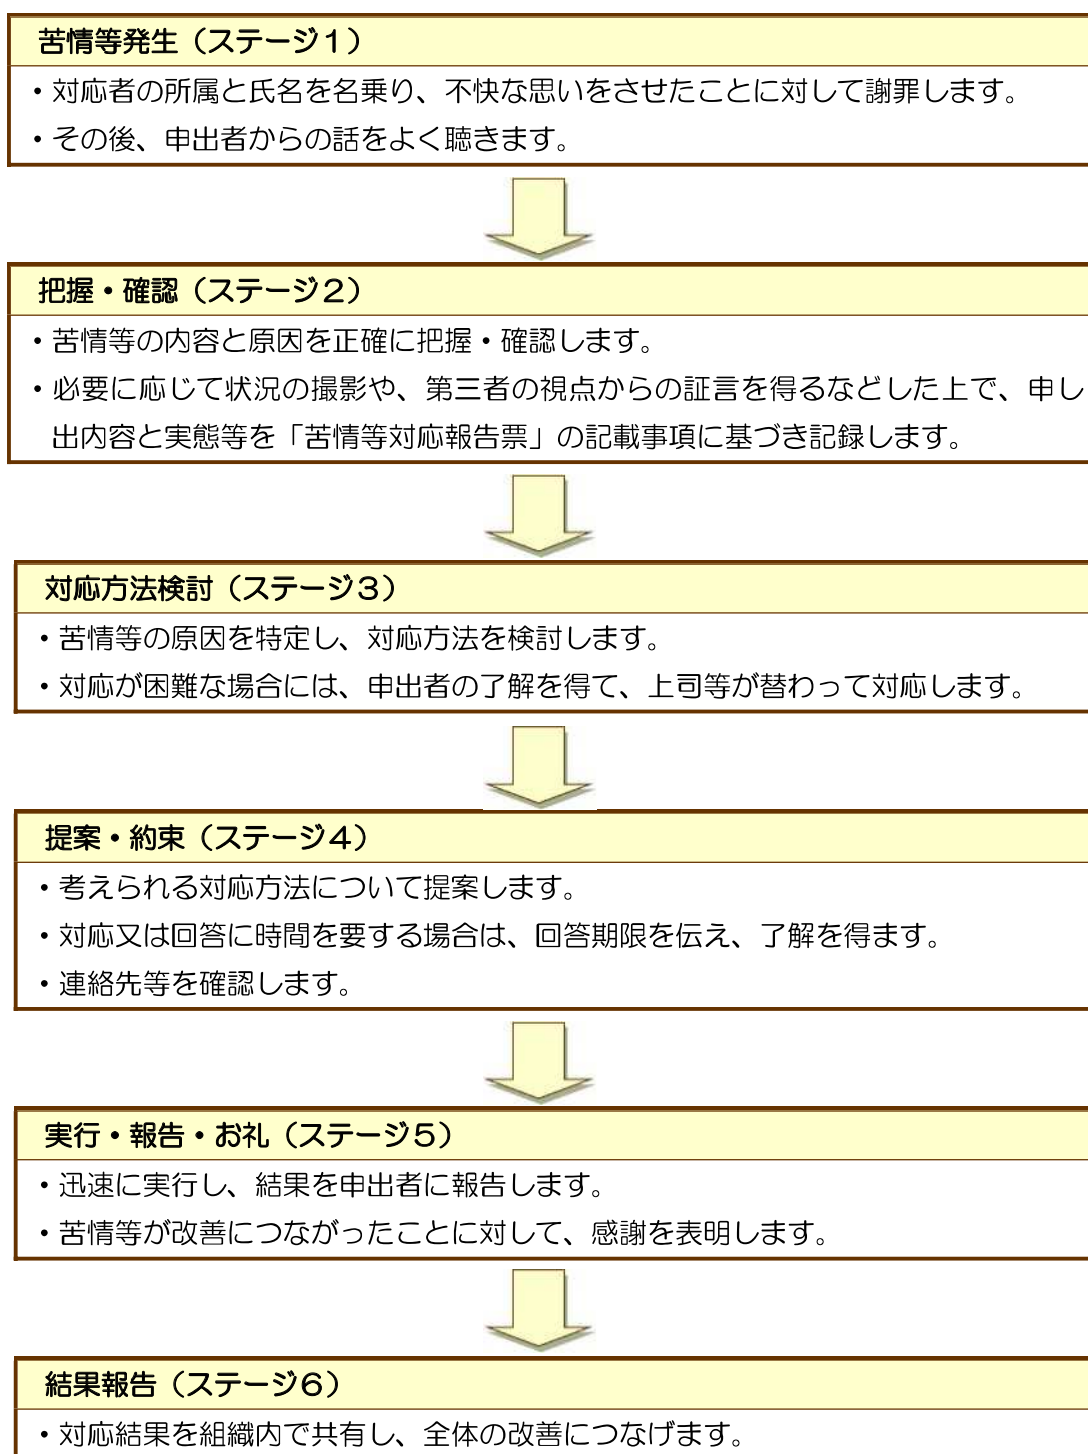 苦情等発生（ステージ１）
・対応者の所属と氏名を名乗り、不快な思いをさせたことに対して謝罪します。
・その後、申出者からの話をよく聴きます。
把握・確認（ステージ２）
・苦情等の内容と原因を正確に把握・確認します。
・必要に応じて状況の撮影や、第三者の視点からの証言を得るなどした上で、申し
出内容と実態等を「苦情等対応報告票」の記載事項に基づき記録します。
対応方法検討（ステージ３）
・苦情等の原因を特定し、対応方法を検討します。
・対応が困難な場合には、申出者の了解を得て、上司等が替わって対応します。
提案・約束（ステージ４）
・考えられる対応方法について提案します。
・対応又は回答に時間を要する場合は、回答期限を伝え、了解を得ます。
・連絡先等を確認します。
実行・報告・お礼（ステージ５）
・迅速に実行し、結果を申出者に報告します。
・苦情等が改善につながったことに対して、感謝を表明します。
結果報告（ステージ６）
・対応結果を組織内で共有し、全体の改善につなげます。